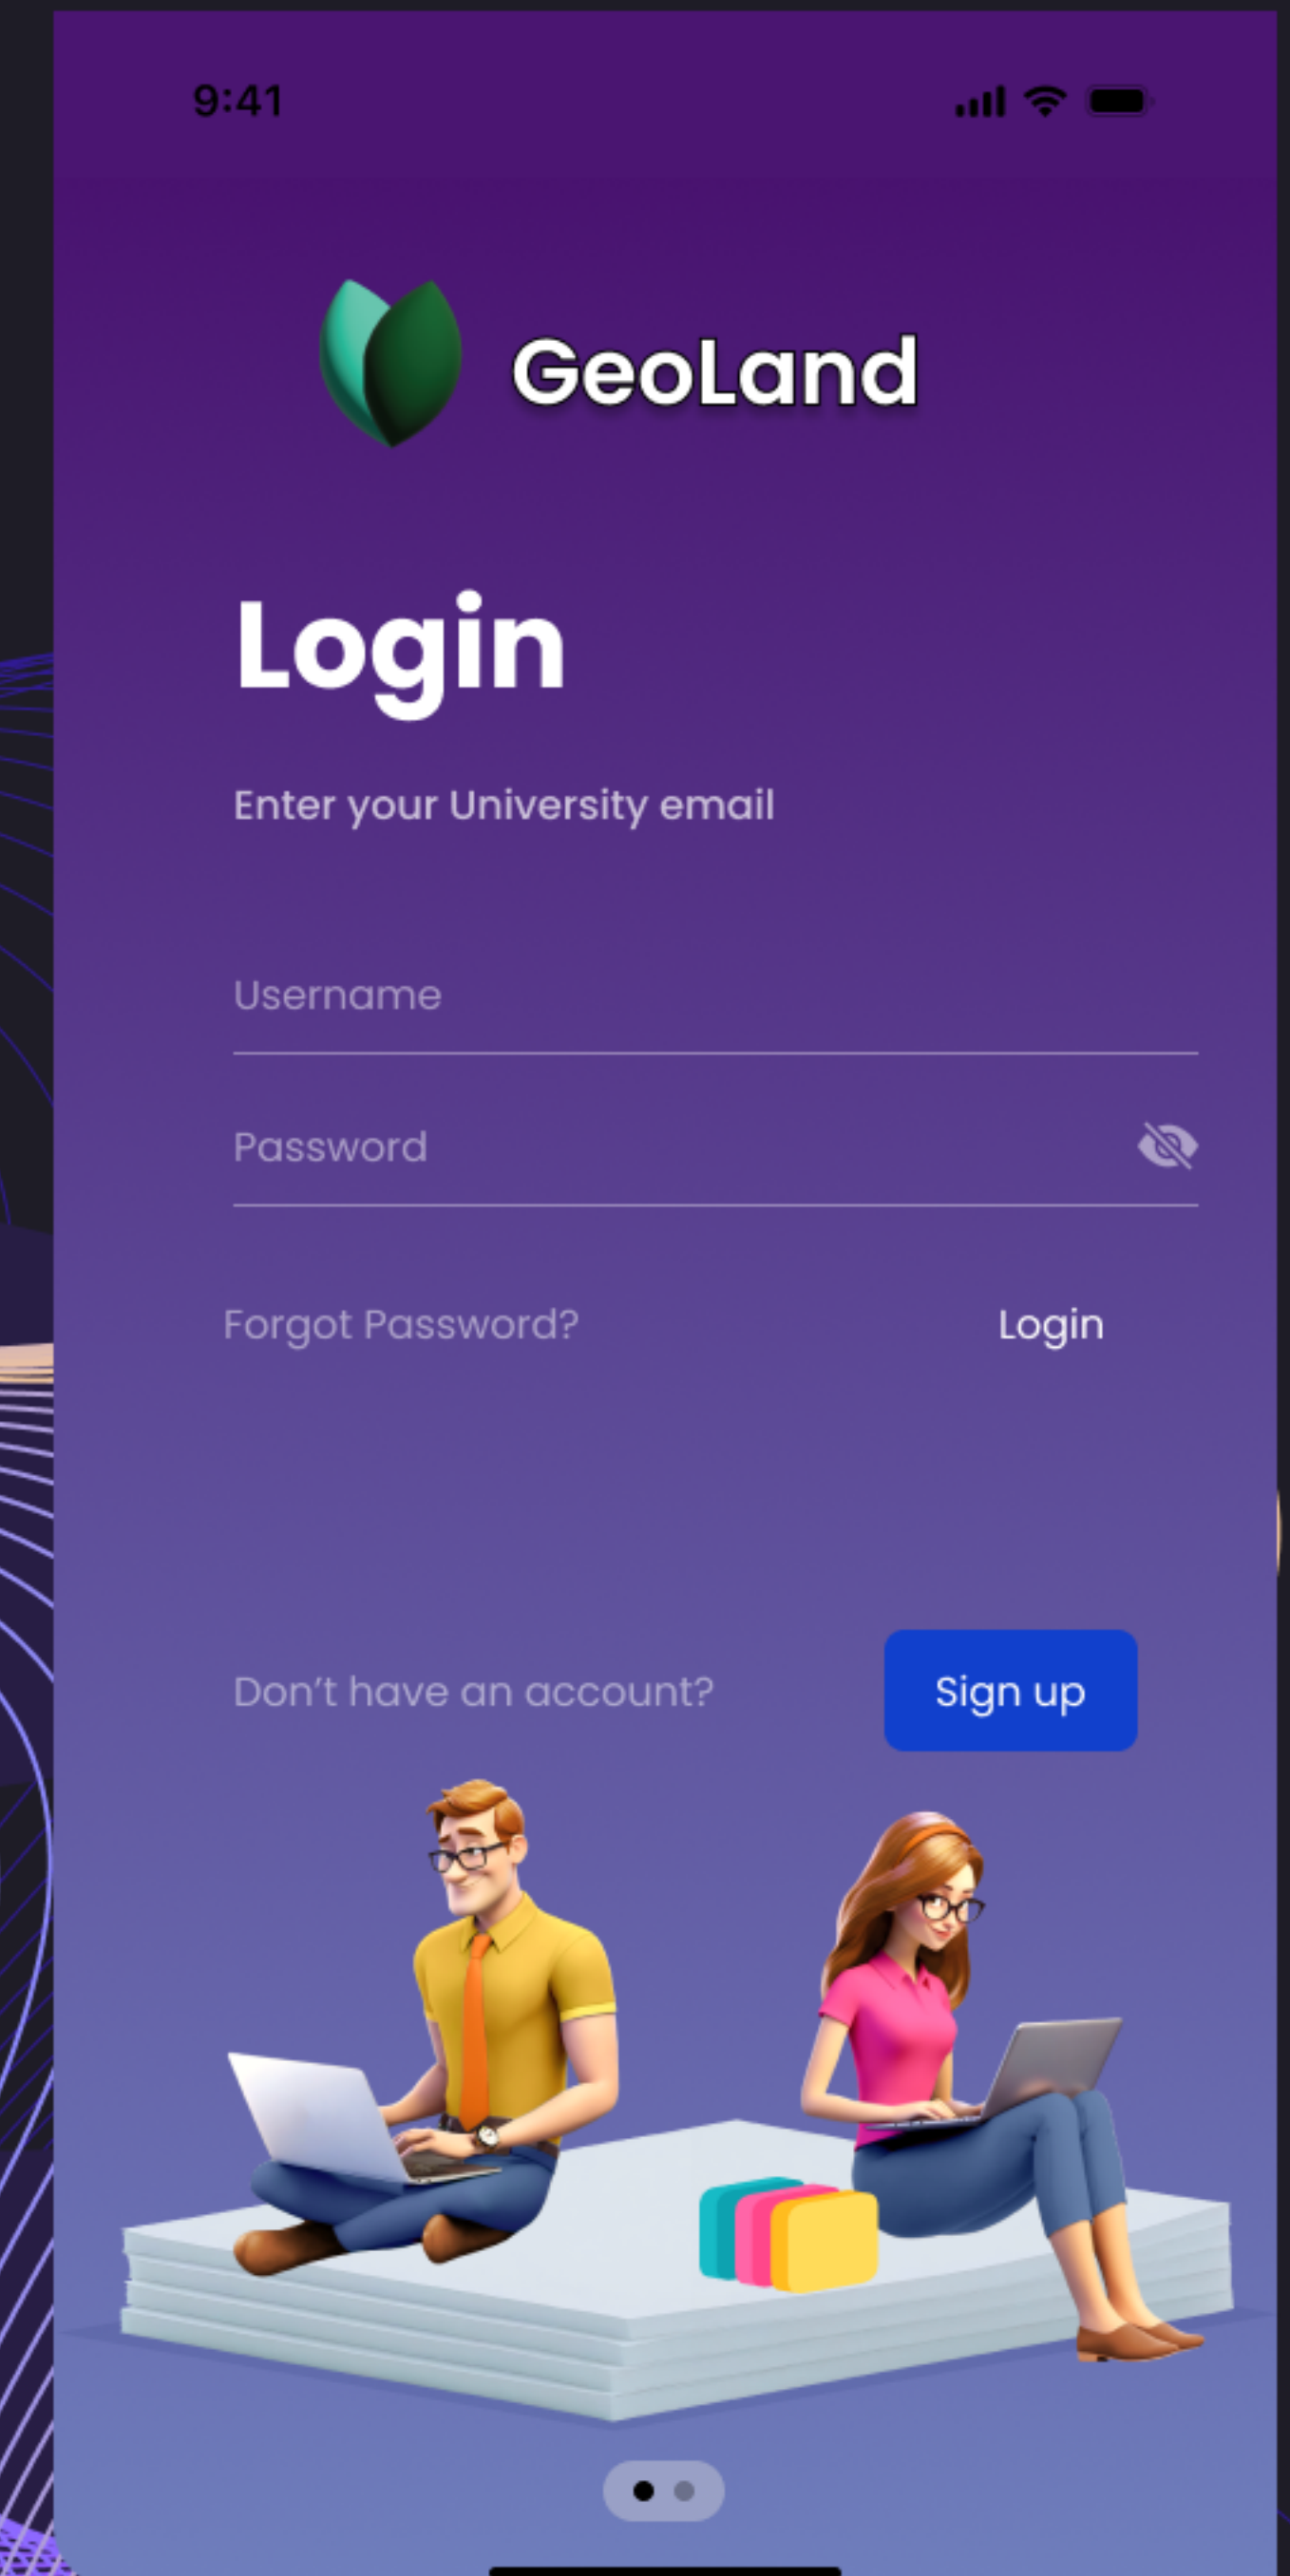 9:41
GeoLand
Login
Enter your University email
Username
Password
Forgot Password? Login
Don’t have an account? Sign up